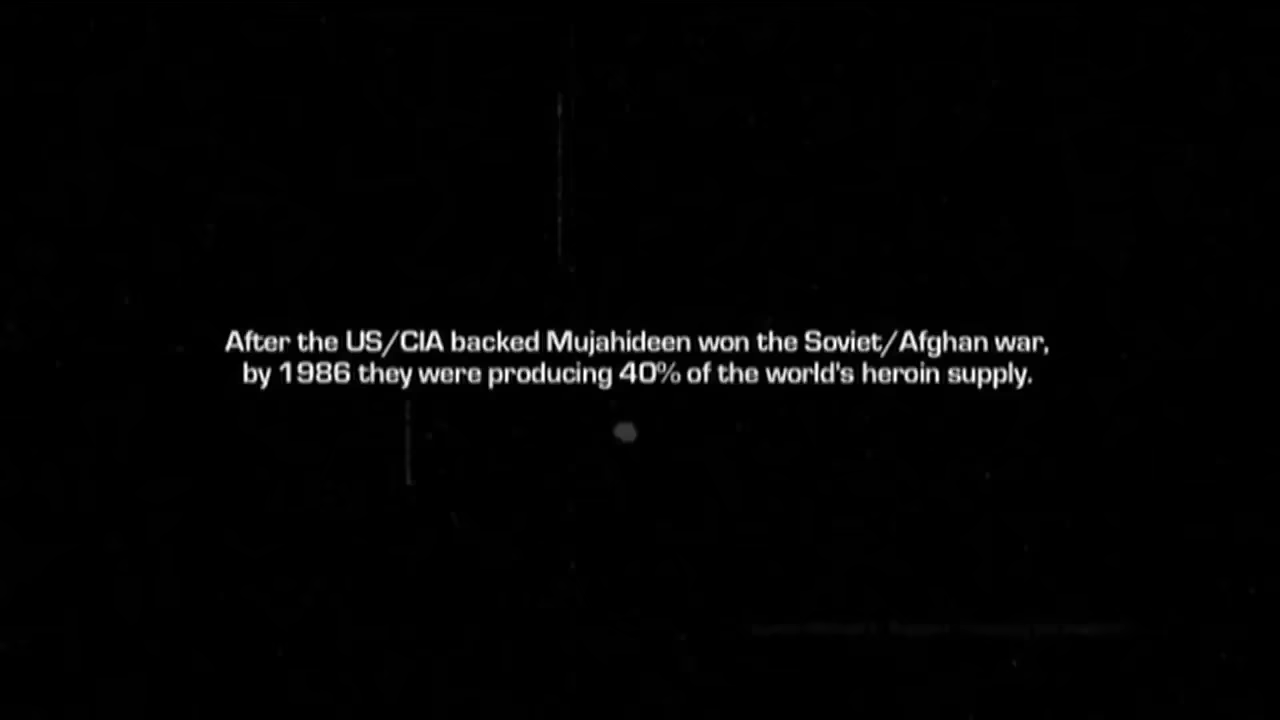 After the US/CIA backed Mujahideen won the Soviet/Afghan war,
by 1986 they were producing 40% of the world's heroin supply.